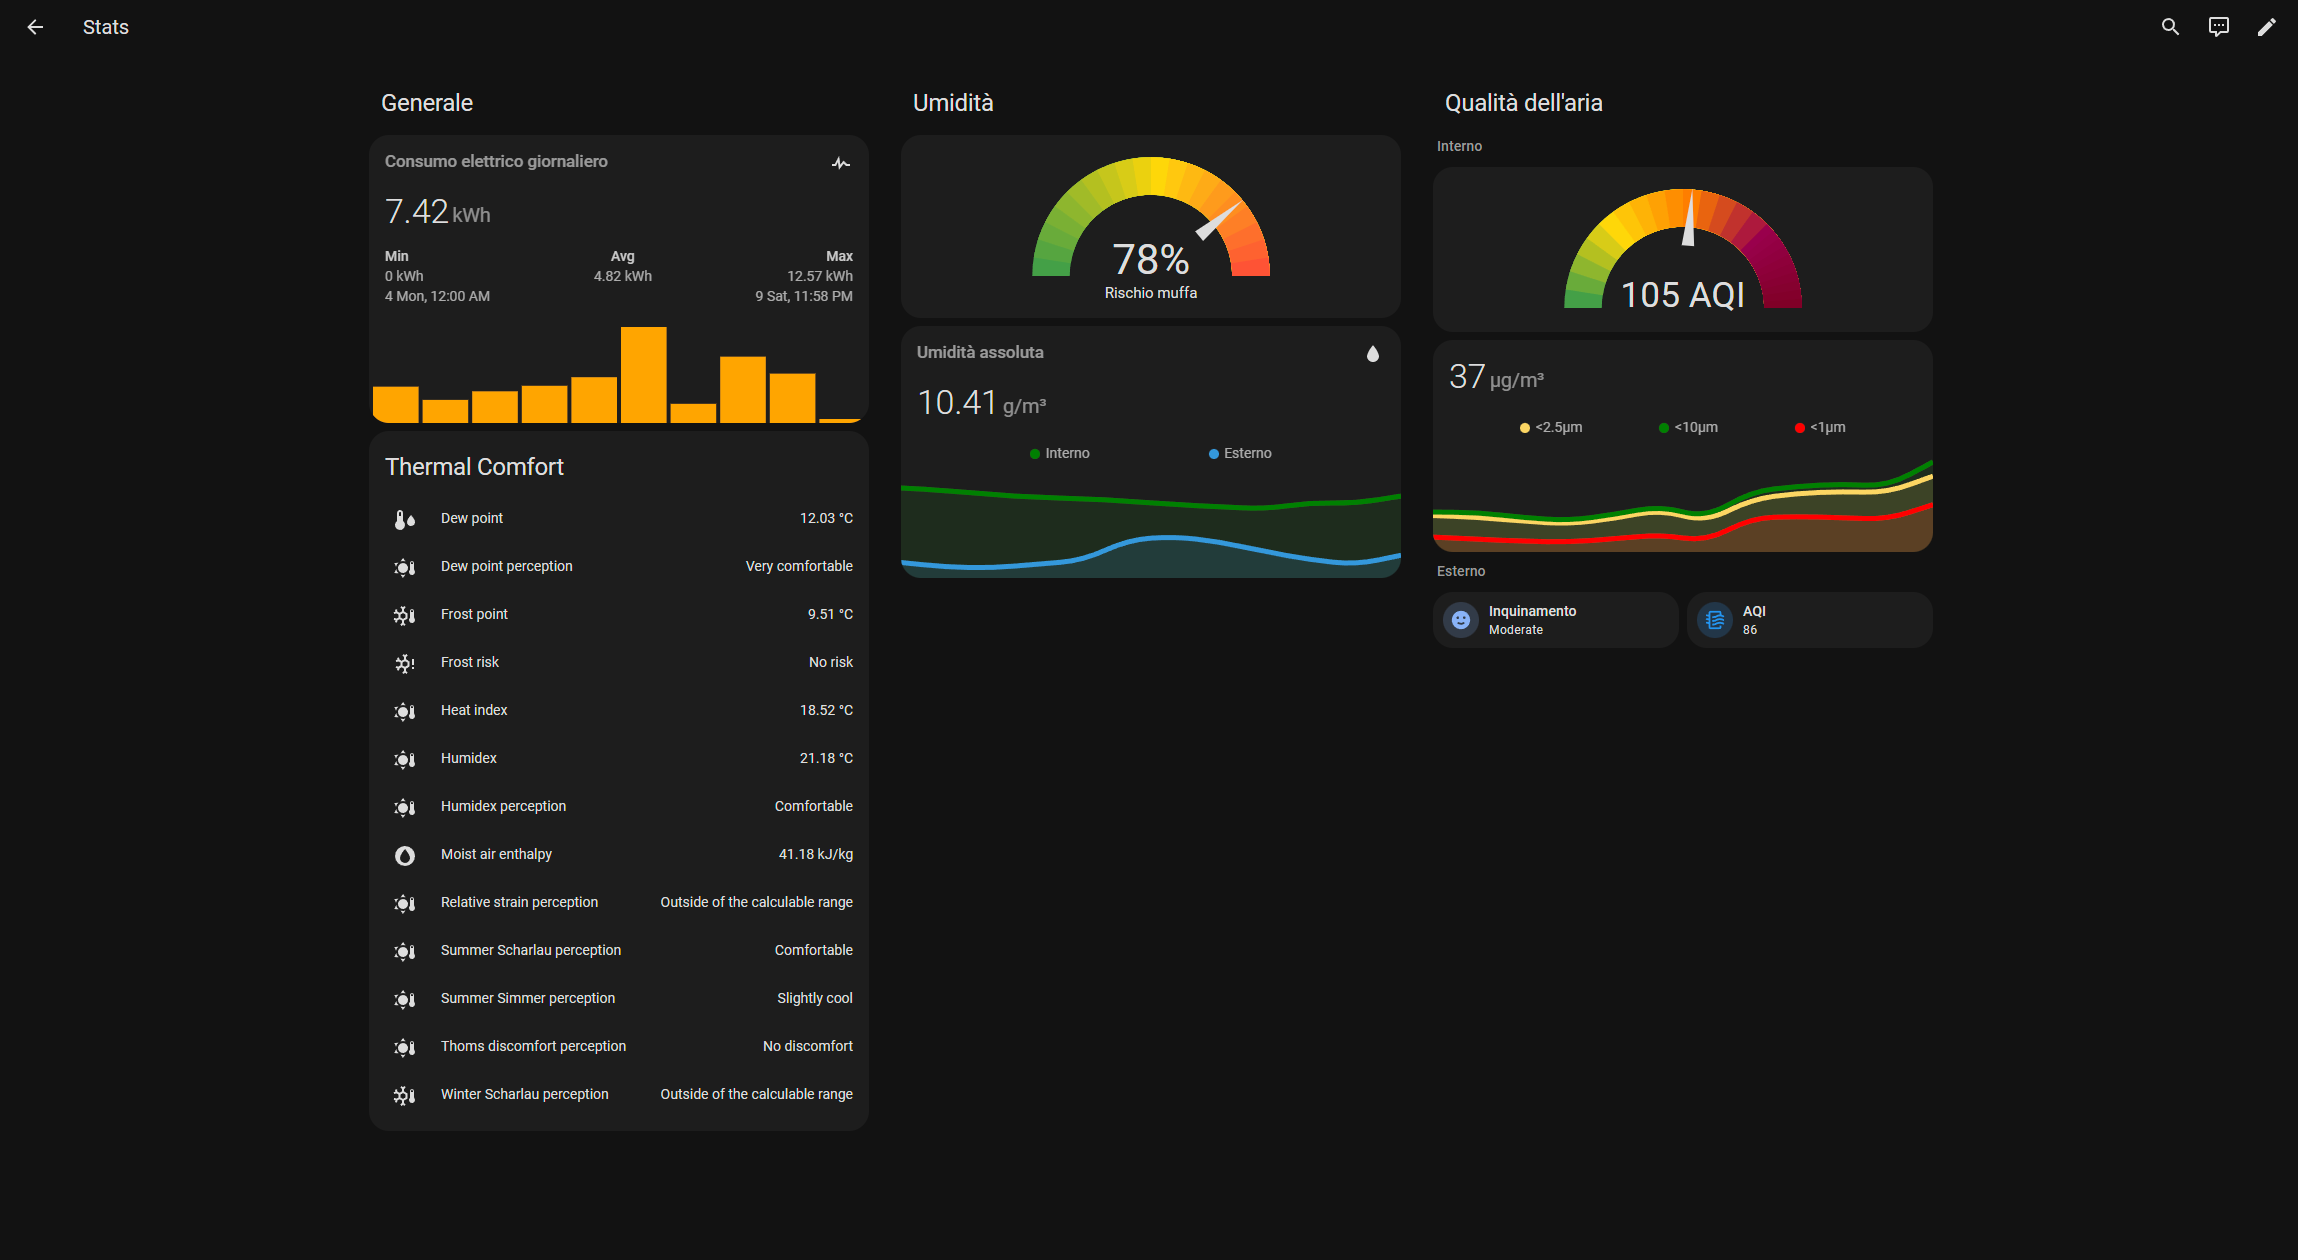 Stats
Generale
Consumo elettrico giornaliero
7.42 kWh
Min Avg Max
0 kWh 4.82 kWh 12.57 kWh
4 Mon, 12:00 AM 9 Sat, 11:58 PM
Thermal Comfort
Dew point 12.03 °C
Dew point perception Very comfortable
Frost point 9.51 °C
Frost risk No risk
Heat index 18.52 °C
Humidex 21.18 °C
Humidex perception Comfortable
Moist air enthalpy 41.18 kJ/kg
Relative strain perception Outside of the calculable range
Summer Scharlau perception Comfortable
Summer Simmer perception Slightly cool
Thoms discomfort perception No discomfort
Winter Scharlau perception Outside of the calculable range
Umidità
78%
Rischio muffa
Umidità assoluta
10.41 g/m³
Interno Esterno
Qualità dell'aria
Interno
105 AQI
37 µg/m³
<2.5µm <10µm <1µm
Esterno
Inquinamento
Moderate
AQI
86